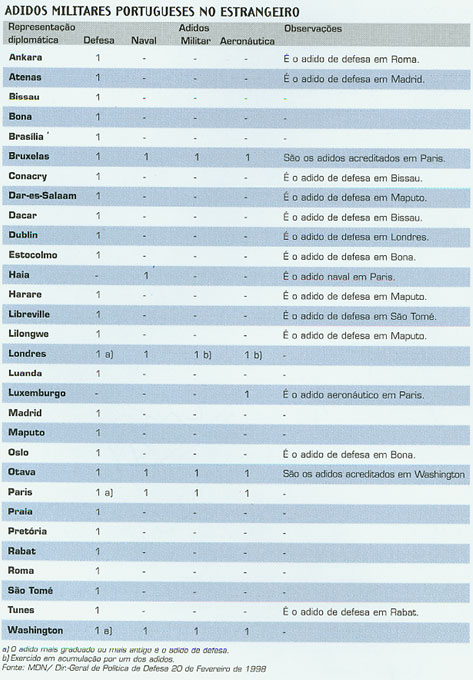 ADIDOS MILITARES PORTUGUESES NO ESTRANGEIRO
Representação Adidos Observações
diplomática Defesa Naval Militar Aeronáutica
Ankara 1 - - - É o adido de defesa em Roma.
Atenas 1 - - - É o adido de defesa em Madrid.
Bissau 1 - - - -
Bona 1 - - - -
Brasília * 1 - - - -
Bruxelas 1 1 1 1 São os adidos acreditados em Paris.
Conacry 1 - - - É o adido de defesa em Bissau.
Dar-es-Salaam 1 - - - É o adido de defesa em Maputo.
Dacar 1 - - - É o adido de defesa em Bissau.
Dublin 1 - - - É o adido de defesa em Londres.
Estocolmo 1 - - - É o adido de defesa em Bona.
Haia - 1 - - É o adido naval em Paris.
Harare 1 - - - É o adido de defesa em Maputo.
Libreville 1 - - - É o adido de defesa em São Tomé.
Lilongwe 1 - - - É o adido de defesa em Maputo.
Londres 1 a) 1 1 b) 1 b) -
Luanda 1 - - - -
Luxemburgo - - - 1 É o adido aeronáutico em Paris.
Madrid 1 - - - -
Maputo 1 - - - -
Oslo 1 - - - É o adido de defesa em Bona.
Otava 1 1 1 1 São os adidos acreditados em Washington
Paris 1 a) 1 1 1 -
Praia 1 - - - -
Pretória 1 - - - -
Rabat 1 - - - -
Roma 1 - - - -
São Tomé 1 - - - -
Tunes 1 - - - É o adido de defesa em Rabat.
Washington 1 a) 1 1 1 -
a) O adido mais graduado ou mais antigo é o adido de defesa.
b) Exercido em acumulação por um dos adidos.
Fonte: MDN/ Dir.-Geral de Política de Defesa 20 de Fevereiro de 1998